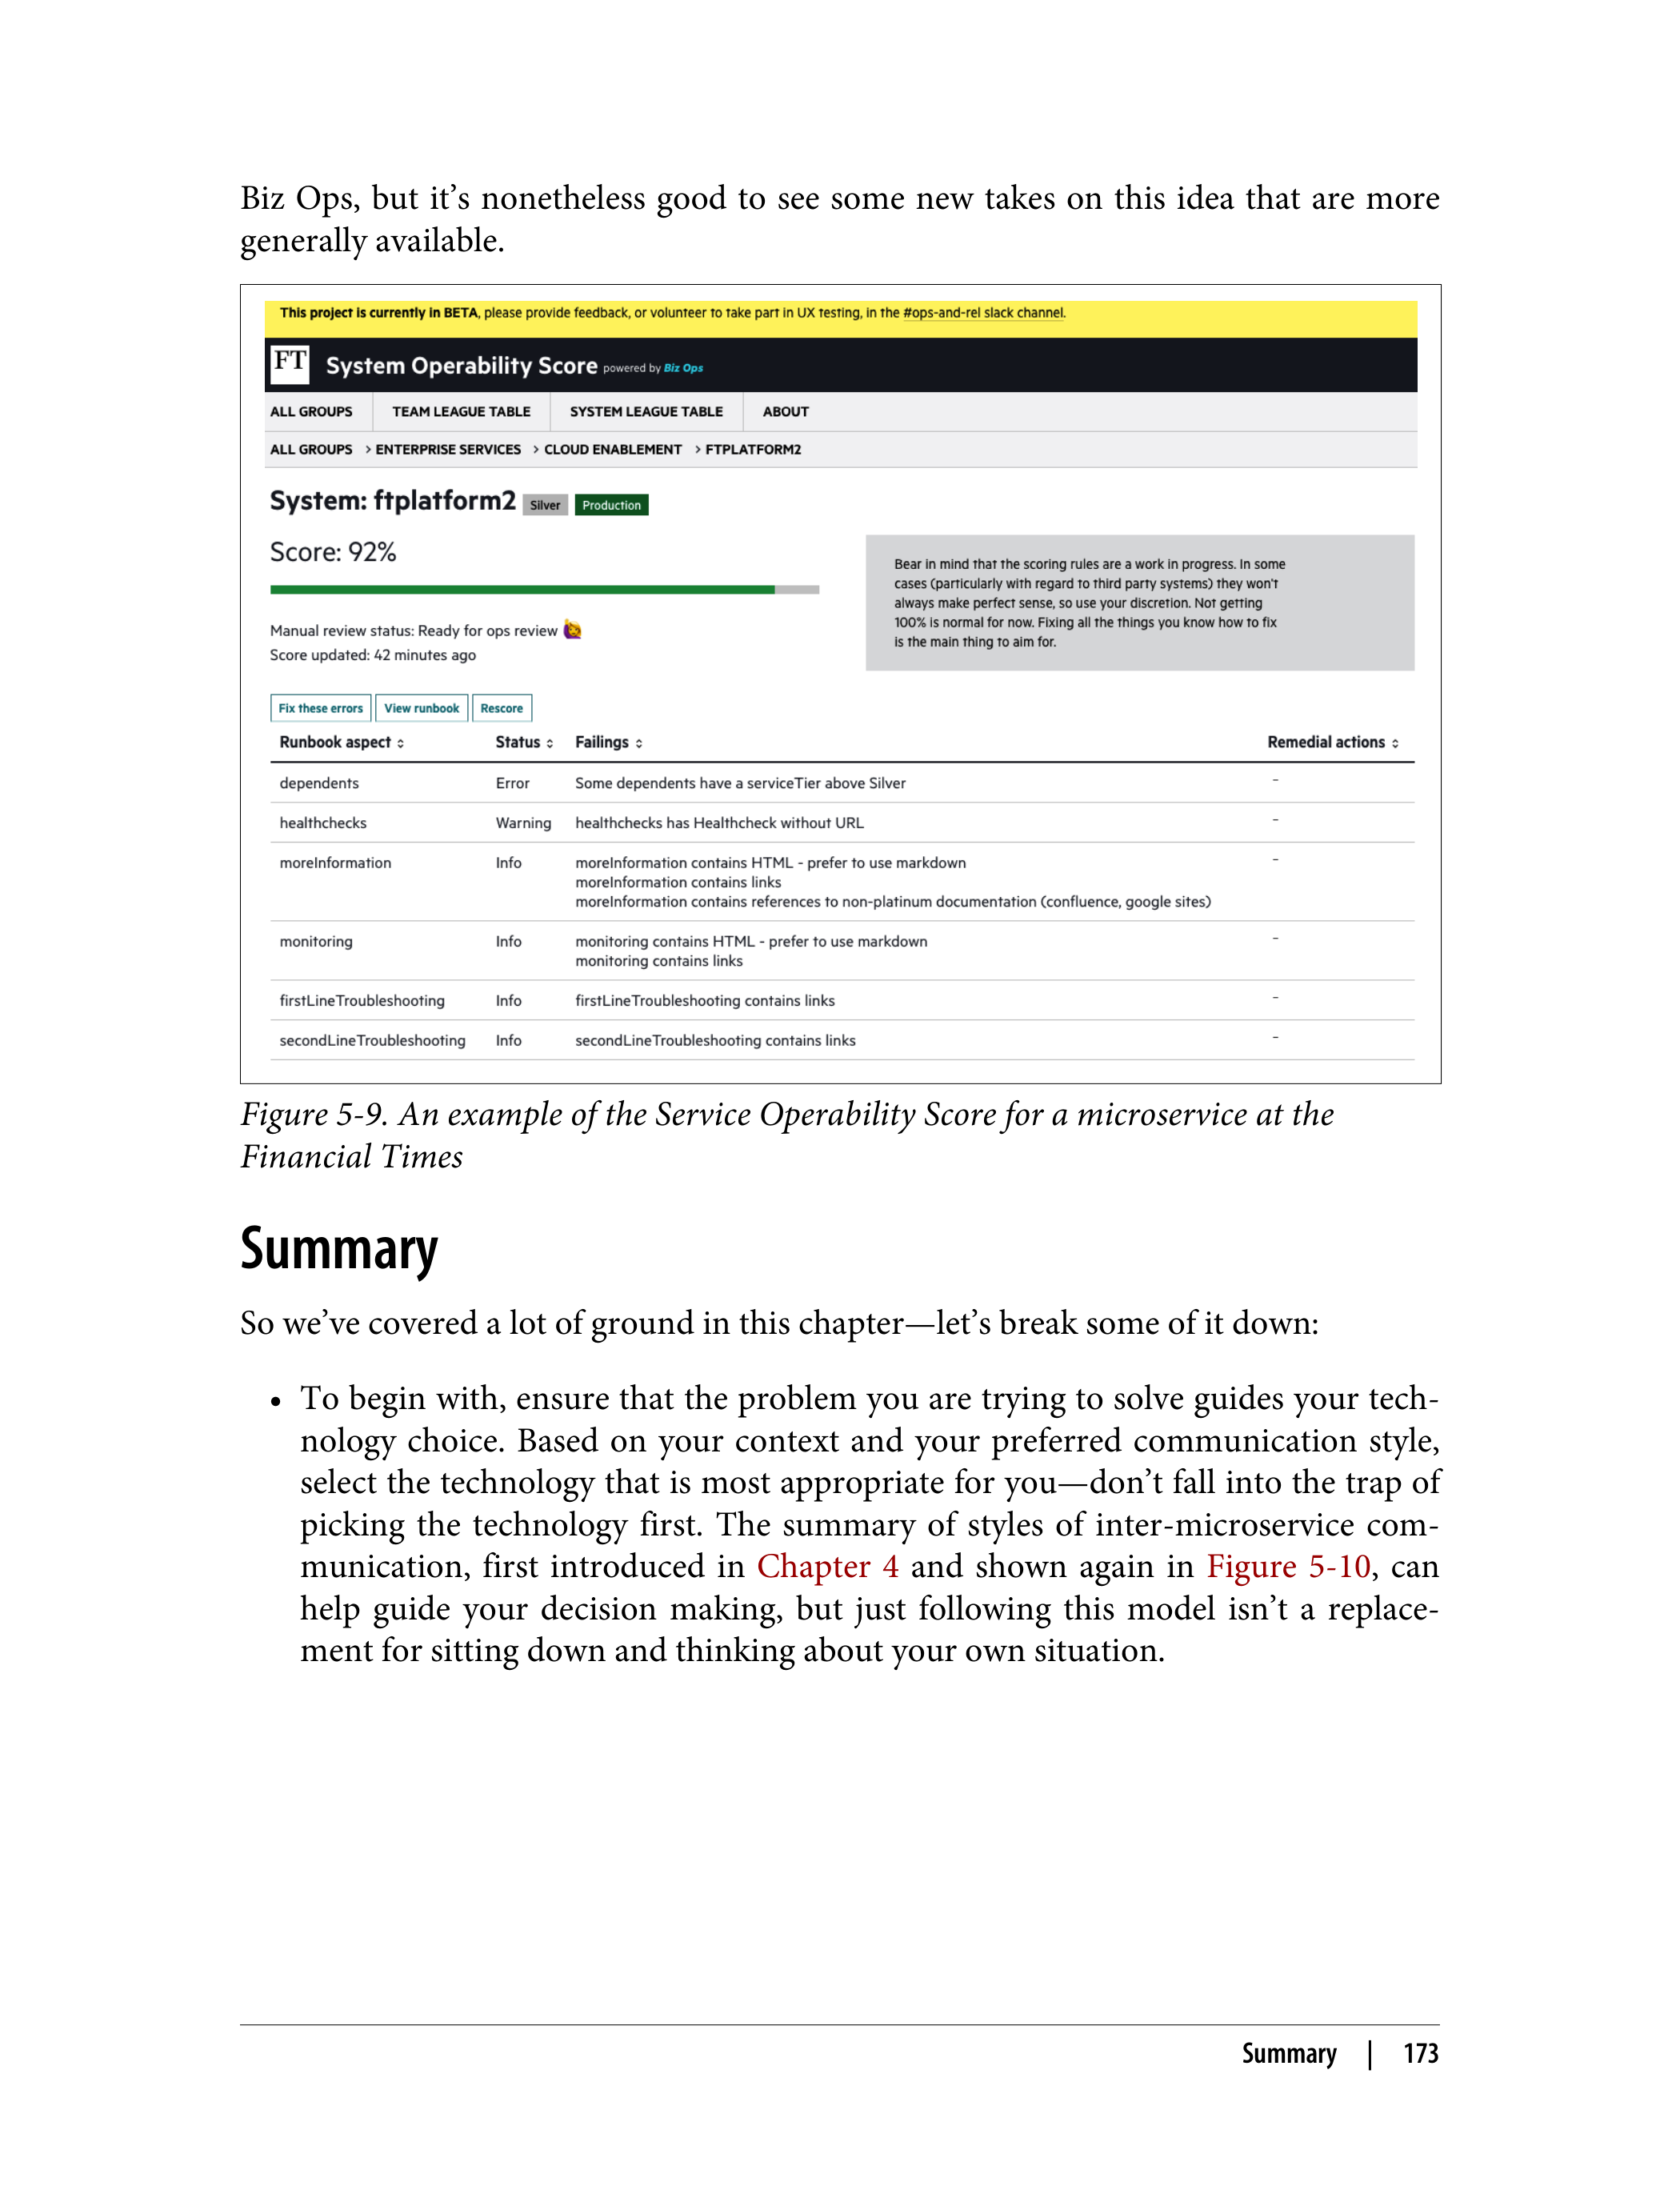 Biz Ops, but it’s nonetheless good to see some new takes on this idea that are more
generally available.
This project is currently in BETA, please provide feedback, or volunteer to take part in UX testing, in the #ops-and-rel slack channel.
FT System Operability Score powered by Biz Ops
ALL GROUPS TEAM LEAGUE TABLE SYSTEM LEAGUE TABLE ABOUT
ALL GROUPS > ENTERPRISE SERVICES > CLOUD ENABLEMENT > FTPLATFORM2
System: ftplatform2 Silver Production
Score: 92%
Manual review status: Ready for ops review
Score updated: 42 minutes ago
Bear in mind that the scoring rules are a work in progress. In some
cases (particularly with regard to third party systems) they won't
always make perfect sense, so use your discretion. Not getting
100% is normal for now. Fixing all the things you know how to fix
is the main thing to aim for.
Fix these errors View runbook Rescore
Runbook aspect Status Failings Remedial actions
dependents Error Some dependents have a serviceTier above Silver –
healthchecks Warning healthchecks has Healthcheck without URL –
moreInformation Info moreInformation contains HTML - prefer to use markdown –
moreInformation contains links
moreInformation contains references to non-platinum documentation (confluence, google sites)
monitoring Info monitoring contains HTML - prefer to use markdown –
monitoring contains links
firstLineTroubleshooting Info firstLineTroubleshooting contains links –
secondLineTroubleshooting Info secondLineTroubleshooting contains links –
Figure 5-9. An example of the Service Operability Score for a microservice at the
Financial Times
Summary
So we’ve covered a lot of ground in this chapter—let’s break some of it down:
• To begin with, ensure that the problem you are trying to solve guides your tech-
nology choice. Based on your context and your preferred communication style,
select the technology that is most appropriate for you—don’t fall into the trap of
picking the technology first. The summary of styles of inter-microservice com-
munication, first introduced in Chapter 4 and shown again in Figure 5-10, can
help guide your decision making, but just following this model isn’t a replace-
ment for sitting down and thinking about your own situation.
Summary | 173